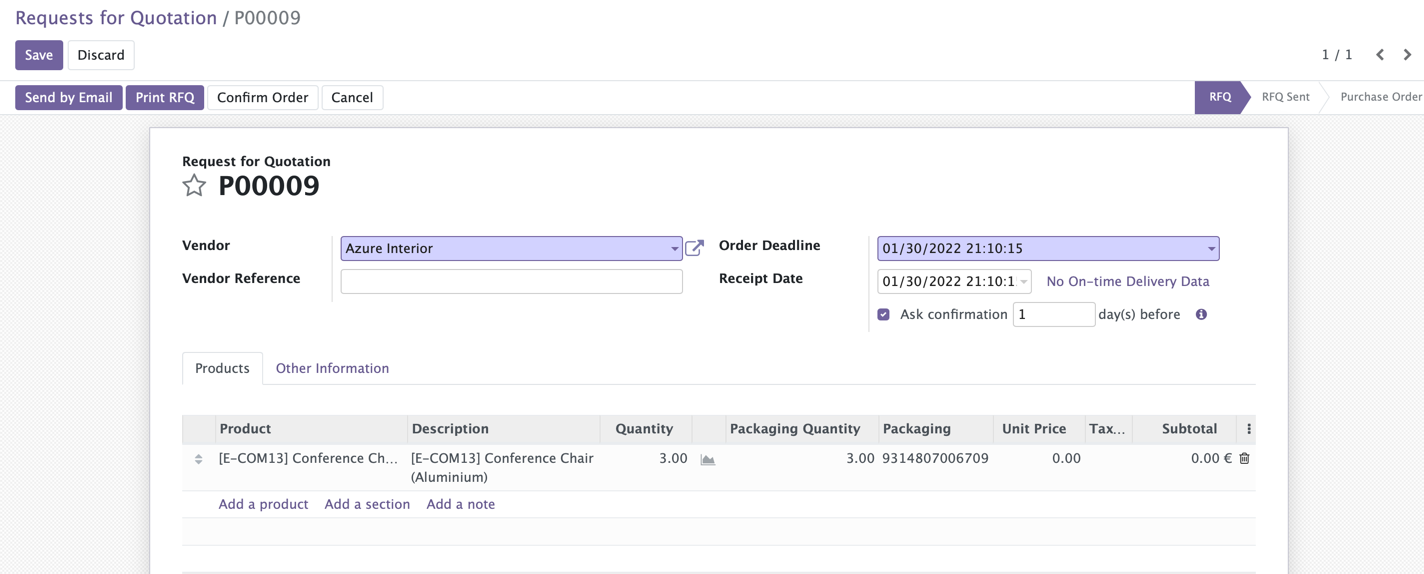 Requests for Quotation / P00009
Save Discard 1 / 1
Send by Email Print RFQ Confirm Order Cancel RFQ RFQ Sent Purchase Order
Request for Quotation
P00009
Vendor Azure Interior Order Deadline 01/30/2022 21:10:15
Vendor Reference Receipt Date 01/30/2022 21:10:1 No On-time Delivery Data
Ask confirmation 1 day(s) before
Products Other Information
Product Description Quantity Packaging Quantity Packaging Unit Price Tax... Subtotal
[E-COM13] Conference Ch... [E-COM13] Conference Chair 3.00 3.00 9314807006709 0.00 0.00 €
(Aluminium)
Add a product Add a section Add a note